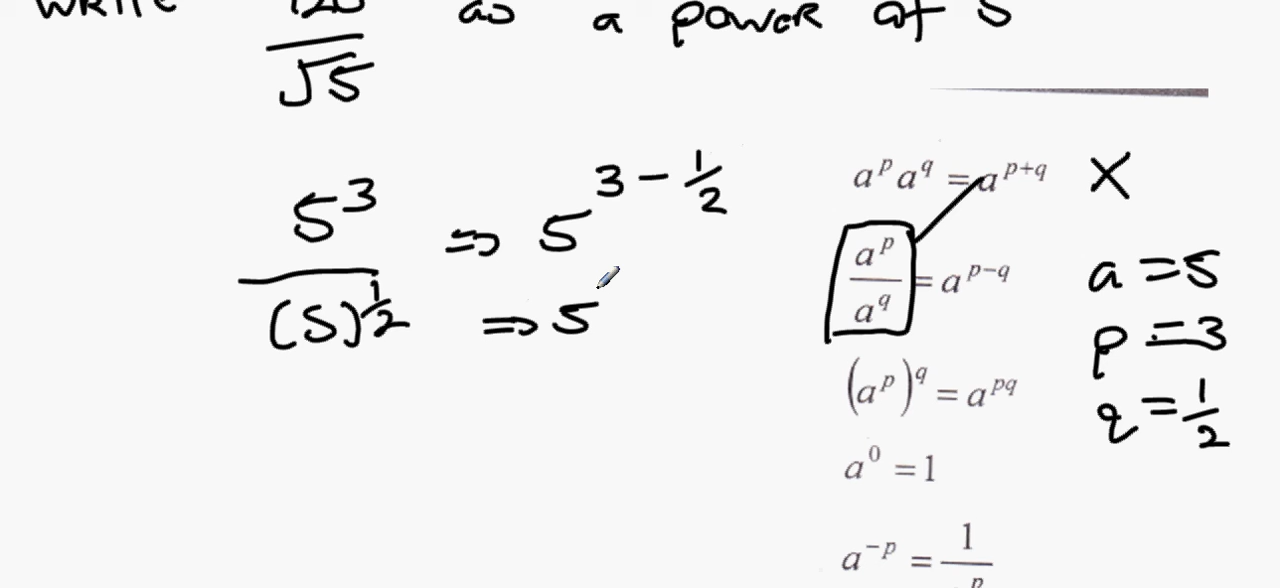 write 125/√5 as a power of 5
5³/(5)^½ ⇒ 5^(3 − ½)
⇒ 5
a^p a^q = a^(p+q) ×
a^p/a^q = a^(p−q)
(a^p)^q = a^(pq)
a^0 = 1
a^(−p) = 1/a^p
a = 5
p = 3
q = ½